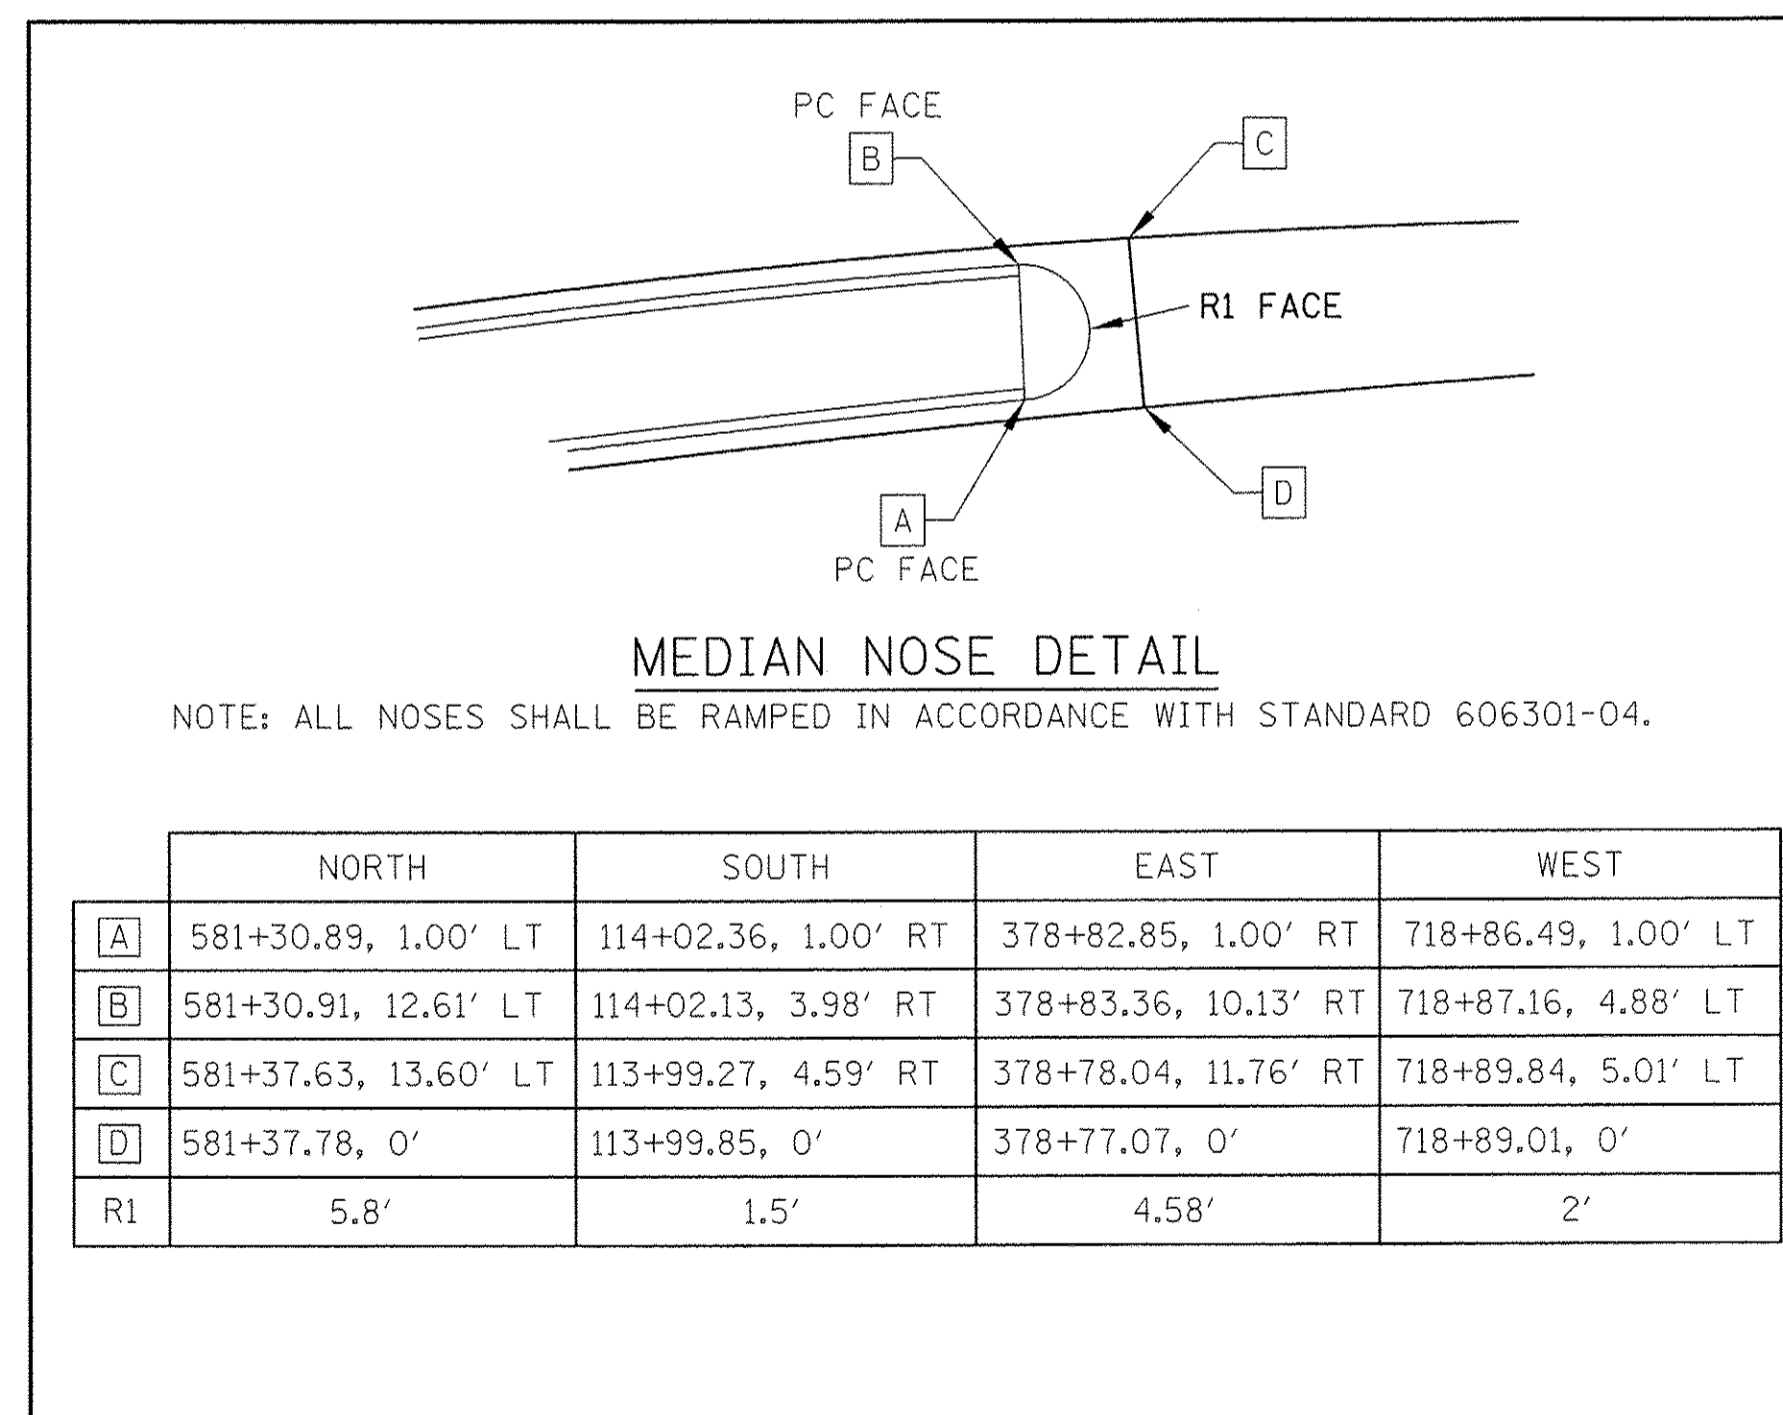 PC FACE
B
C
R1 FACE
D
A
PC FACE
MEDIAN NOSE DETAIL
NOTE: ALL NOSES SHALL BE RAMPED IN ACCORDANCE WITH STANDARD 606301-04.
NORTH SOUTH EAST WEST
A 581+30.89, 1.00' LT 114+02.36, 1.00' RT 378+82.85, 1.00' RT 718+86.49, 1.00' LT
B 581+30.91, 12.61' LT 114+02.13, 3.98' RT 378+83.36, 10.13' RT 718+87.16, 4.88' LT
C 581+37.63, 13.60' LT 113+99.27, 4.59' RT 378+78.04, 11.76' RT 718+89.84, 5.01' LT
D 581+37.78, 0' 113+99.85, 0' 378+77.07, 0' 718+89.01, 0'
R1 5.8' 1.5' 4.58' 2'